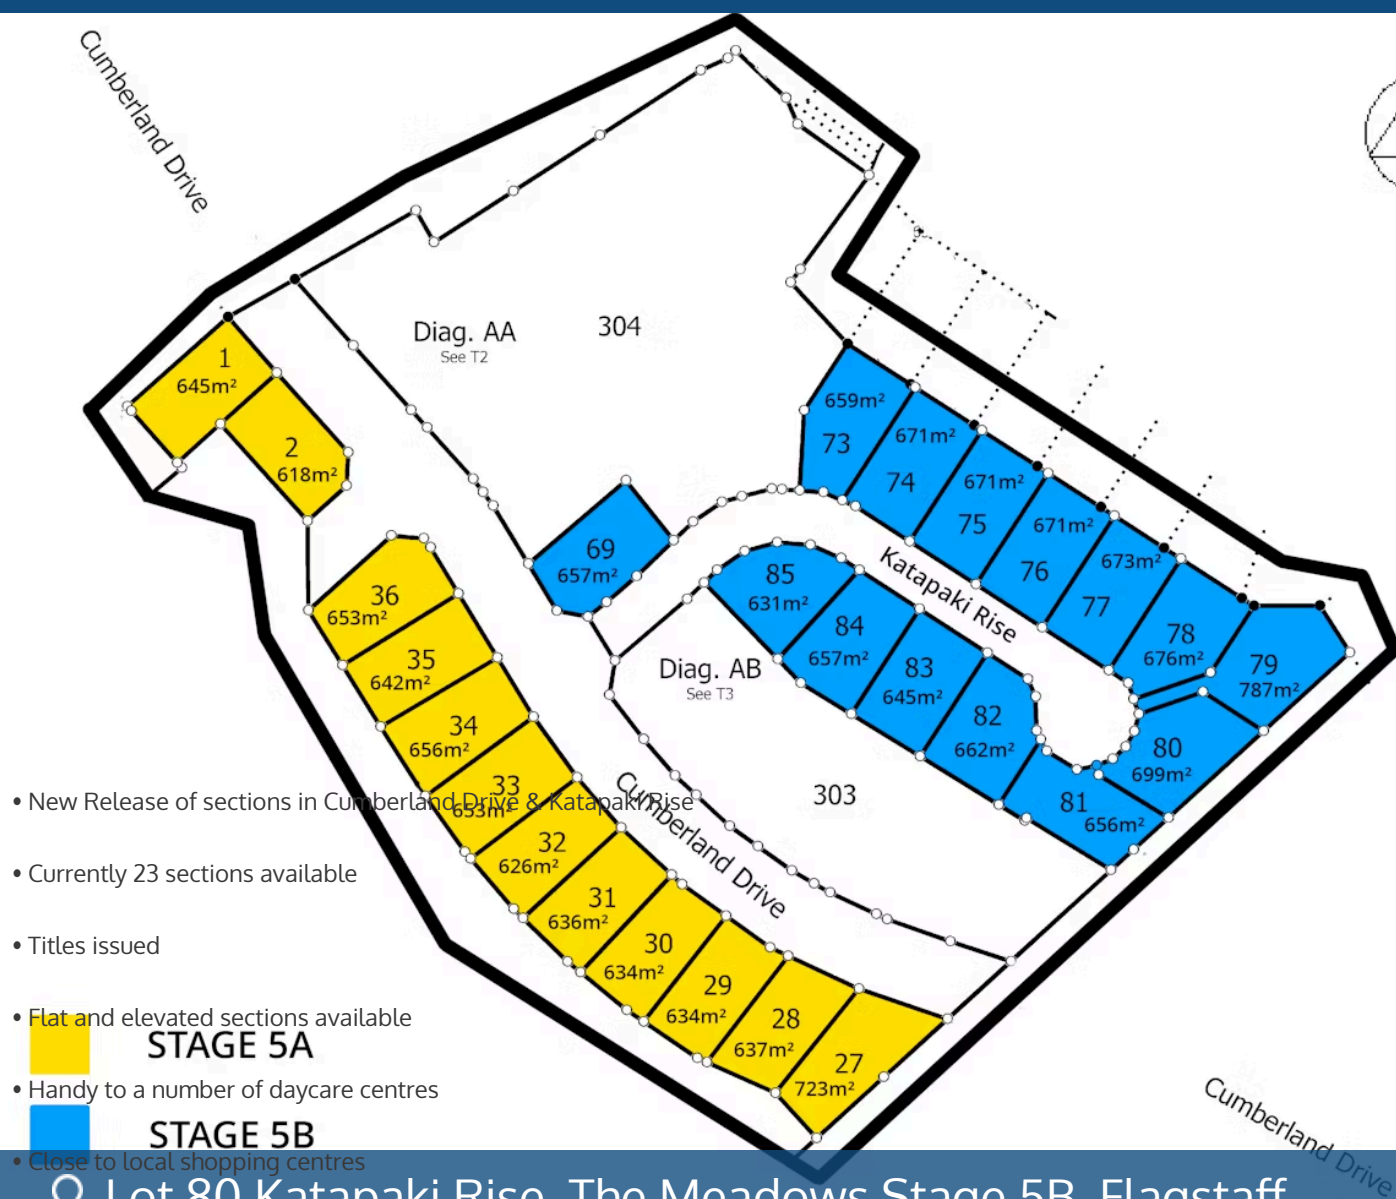 Cumberland Drive
Diag. AA
See T2
304
1
645m²
2
618m²
659m²
73
671m²
74
671m²
75
671m²
76
673m²
77
78
676m²
79
787m²
80
699m²
81
656m²
69
657m²
Katapaki Rise
85
631m²
84
657m²
83
645m²
82
662m²
Diag. AB
See T3
303
36
653m²
35
642m²
34
656m²
33
653m²
32
626m²
31
636m²
30
634m²
29
634m²
28
637m²
27
723m²
Cumberland Drive
• New Release of sections in Cumberland Drive & Katapaki Rise
• Currently 23 sections available
• Titles issued
• Flat and elevated sections available
STAGE 5A
• Handy to a number of daycare centres
STAGE 5B
• Close to local shopping centres
Cumberland Drive
Lot 80 Katapaki Rise, The Meadows Stage 5B, Flagstaff